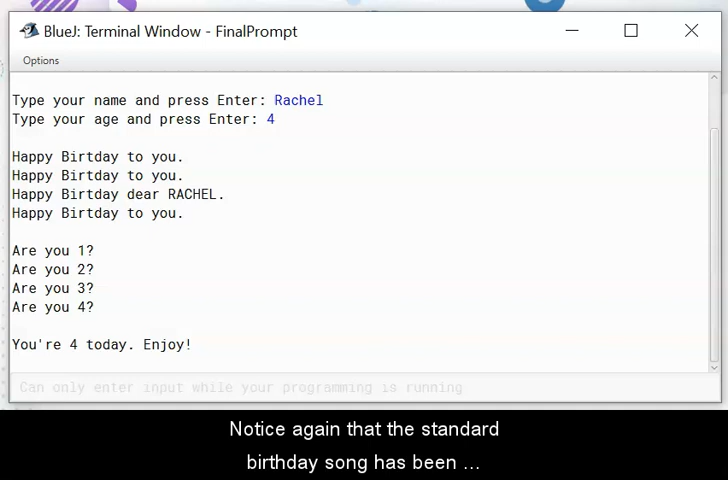 BlueJ: Terminal Window - FinalPrompt
Options
Type your name and press Enter: Rachel
Type your age and press Enter: 4
Happy Birtday to you.
Happy Birtday to you.
Happy Birtday dear RACHEL.
Happy Birtday to you.
Are you 1?
Are you 2?
Are you 3?
Are you 4?
You're 4 today. Enjoy!
Can only enter input while your programming is running
Notice again that the standard
birthday song has been ...